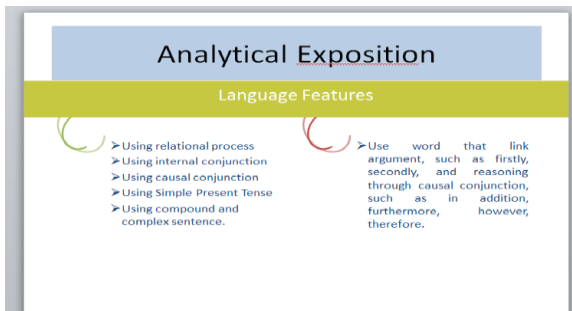 Analytical Exposition
Language Features
➢Using relational process
➢Using internal conjunction
➢Using causal conjunction
➢Using Simple Present Tense
➢Using compound and
complex sentence.
➢Use word that link
argument, such as firstly,
secondly, and reasoning
through causal conjunction,
such as in addition,
furthermore, however,
therefore.